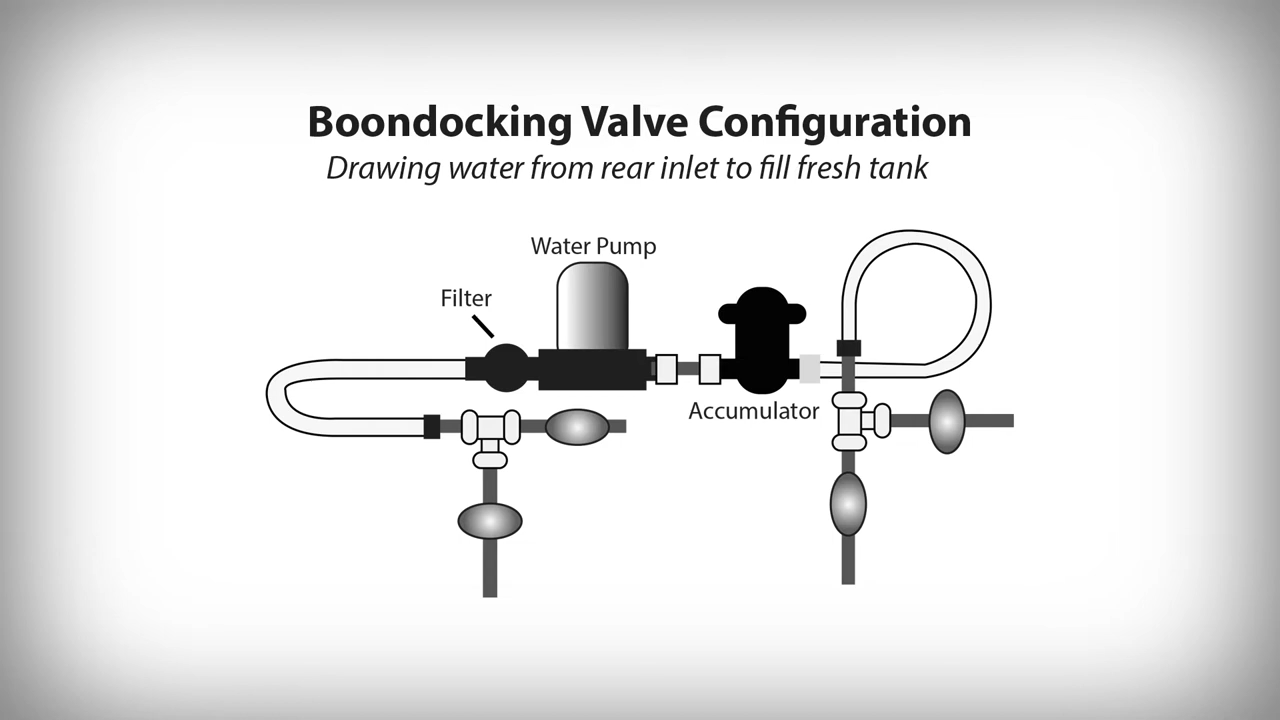 Boondocking Valve Configuration
Drawing water from rear inlet to fill fresh tank
Water Pump
Filter
Accumulator